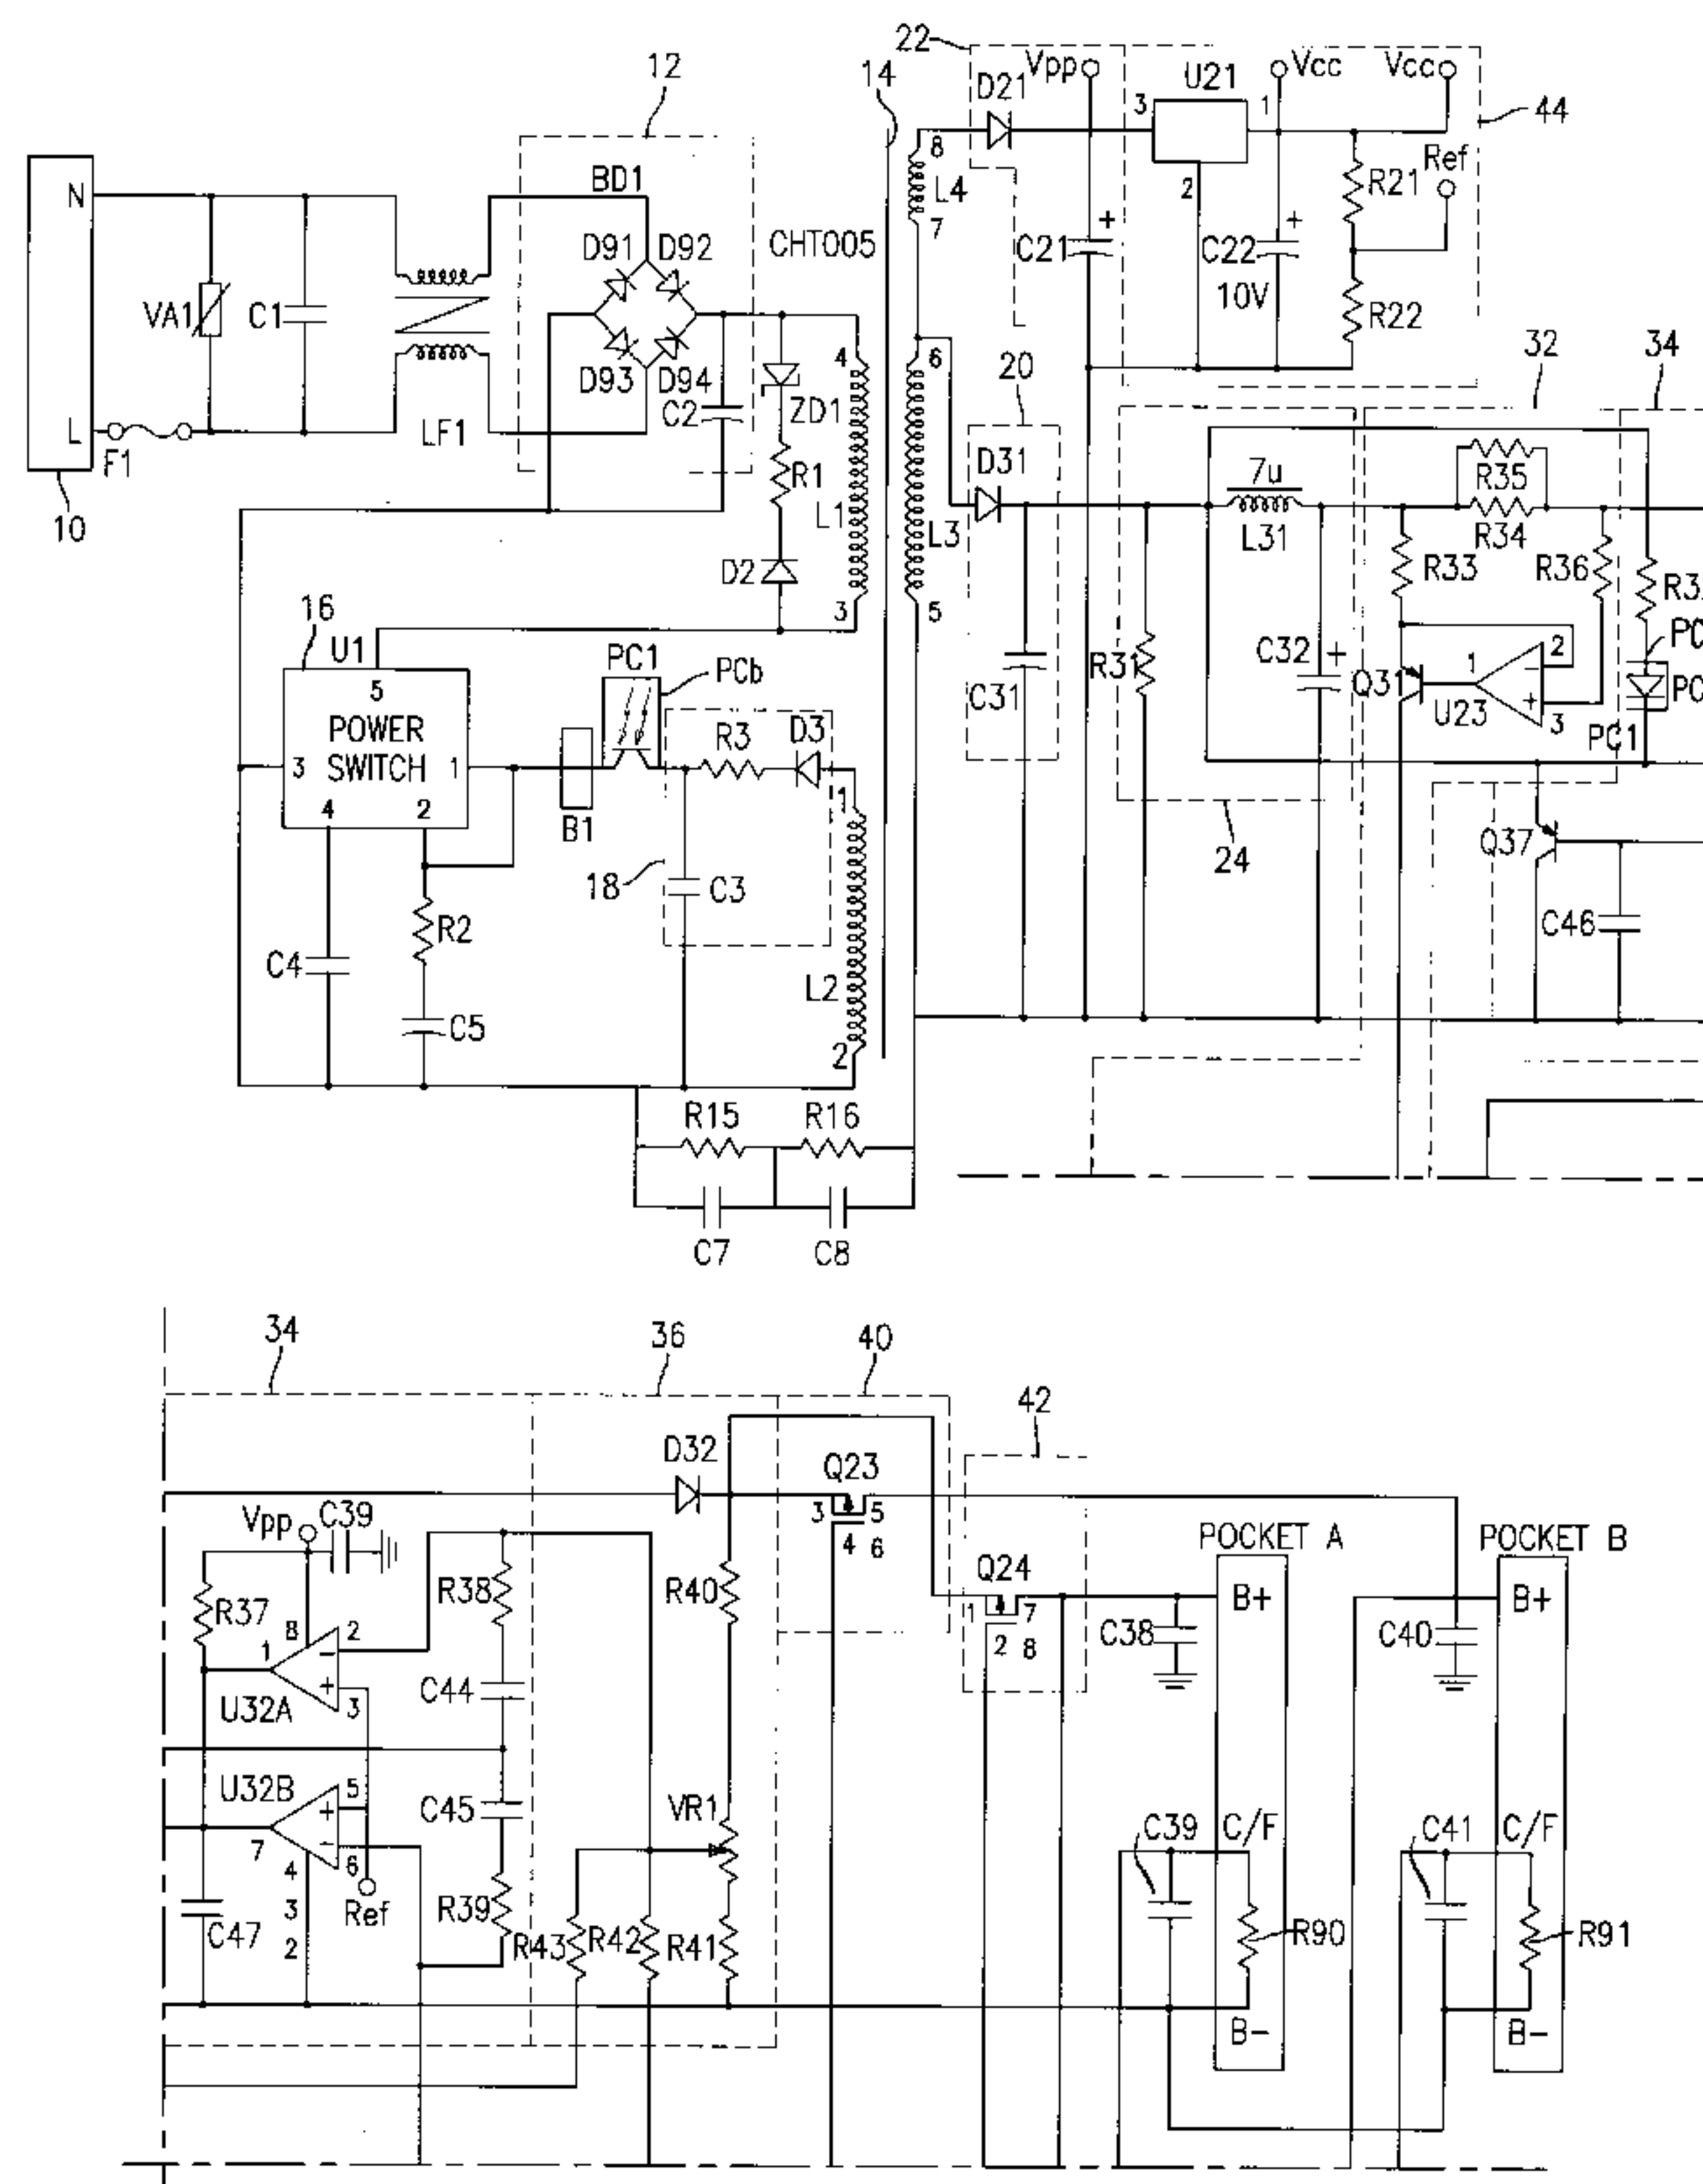 22
Vpp
U21
Vcc
Vcc
12
14
D21
3
1
44
8
Ref
N
BD1
L4
2
R21
7
D91
D92
CHT005
C21
+
C22
+
VA1
C1
10V
R22
4
6
20
32
34
D93
D94
C2
ZD1
L
F1
LF1
D31
7u
R35
R1
L1
L3
L31
R34
10
D2
R33
R36
16
3
5
U1
PC1
PCb
R31
C32
+
Q31
1
2
5
C31
U23
3
POWER
SWITCH
R3
D3
PC1
3
1
4
2
B1
1
Q37
24
18
C3
R2
C46
C4
L2
C5
2
R15
R16
C7
C8
34
36
40
42
D32
Q23
Vpp
C39
3
5
4
6
POCKET A
POCKET B
R37
R38
R40
Q24
B+
B+
8
2
1
7
C38
C40
1
2
8
-
+
C44
U32A
3
U32B
5
C45
VR1
+
-
C39
C/F
C41
C/F
7
4
6
3
Ref
R39
C47
2
R43
R42
R41
R90
R91
B-
B-